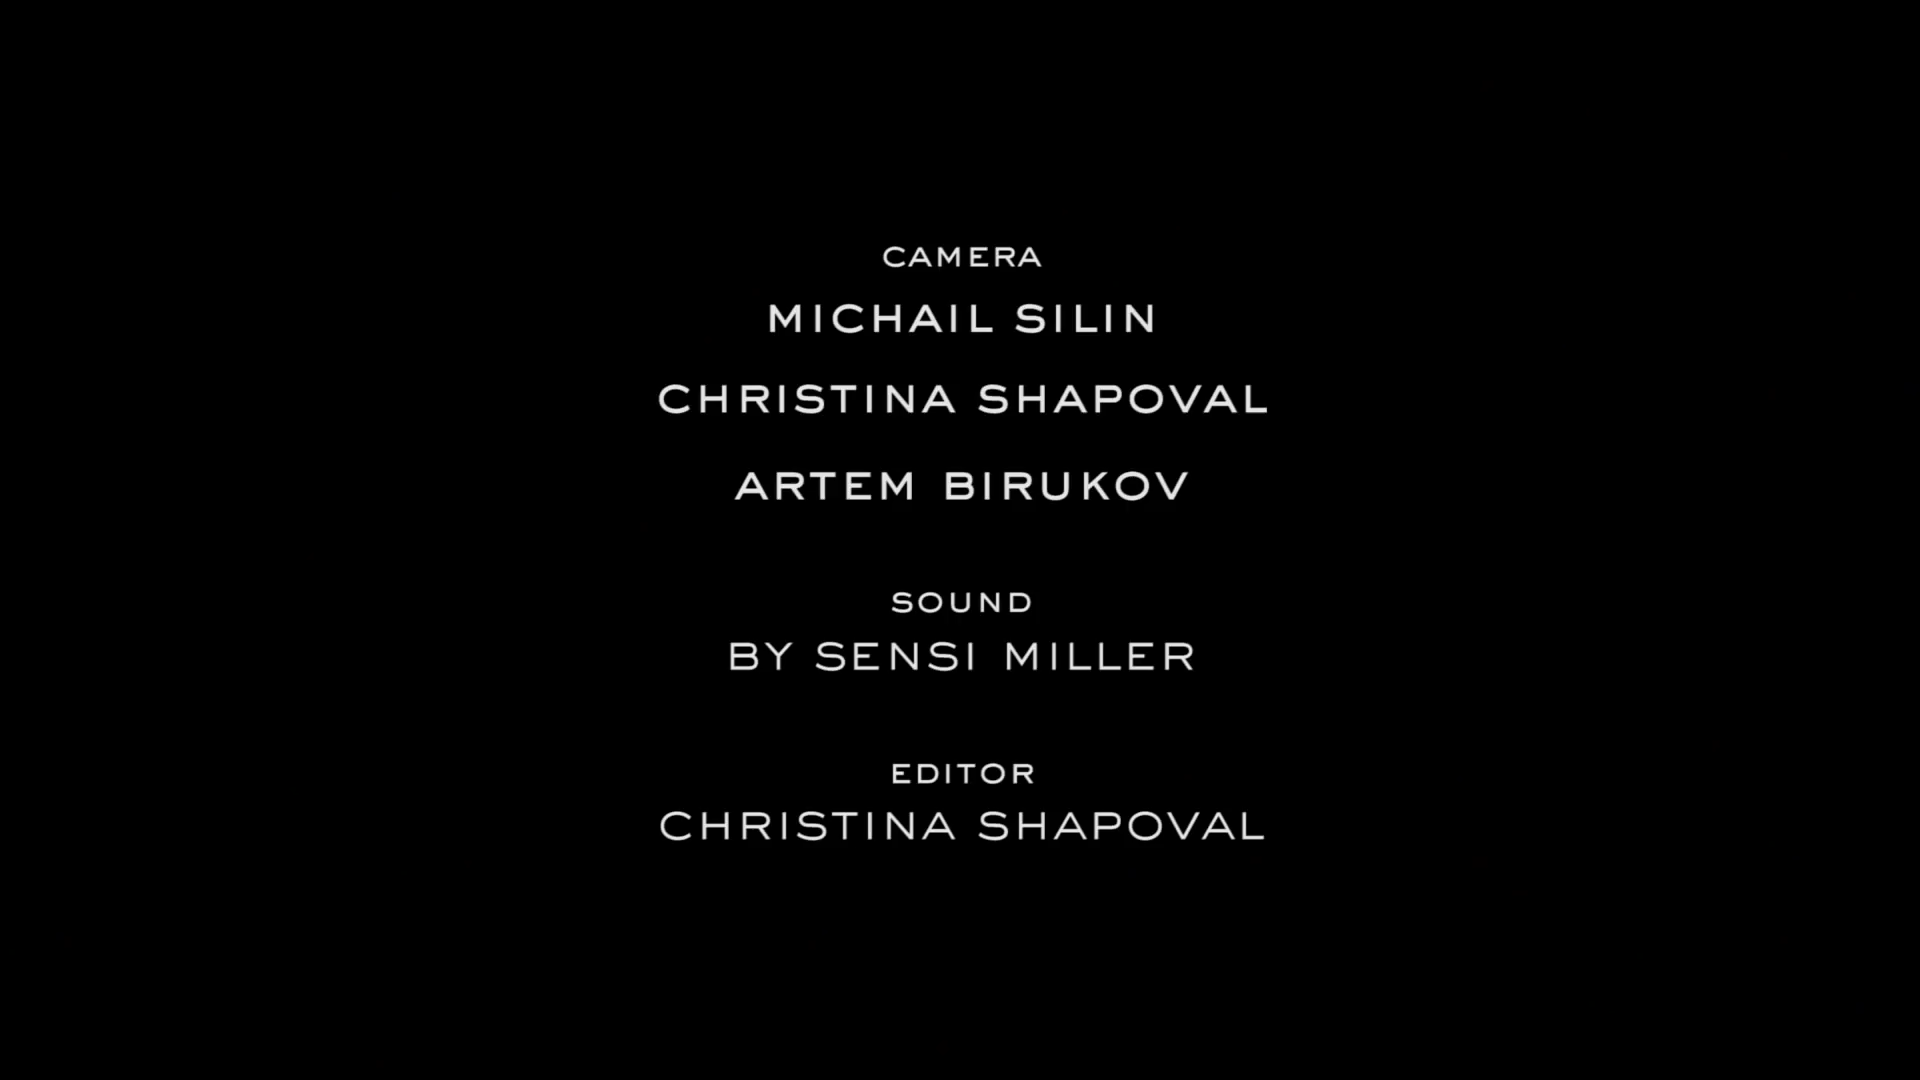 CAMERA
MICHAIL SILIN
CHRISTINA SHAPOVAL
ARTEM BIRUKOV
SOUND
BY SENSI MILLER
EDITOR
CHRISTINA SHAPOVAL